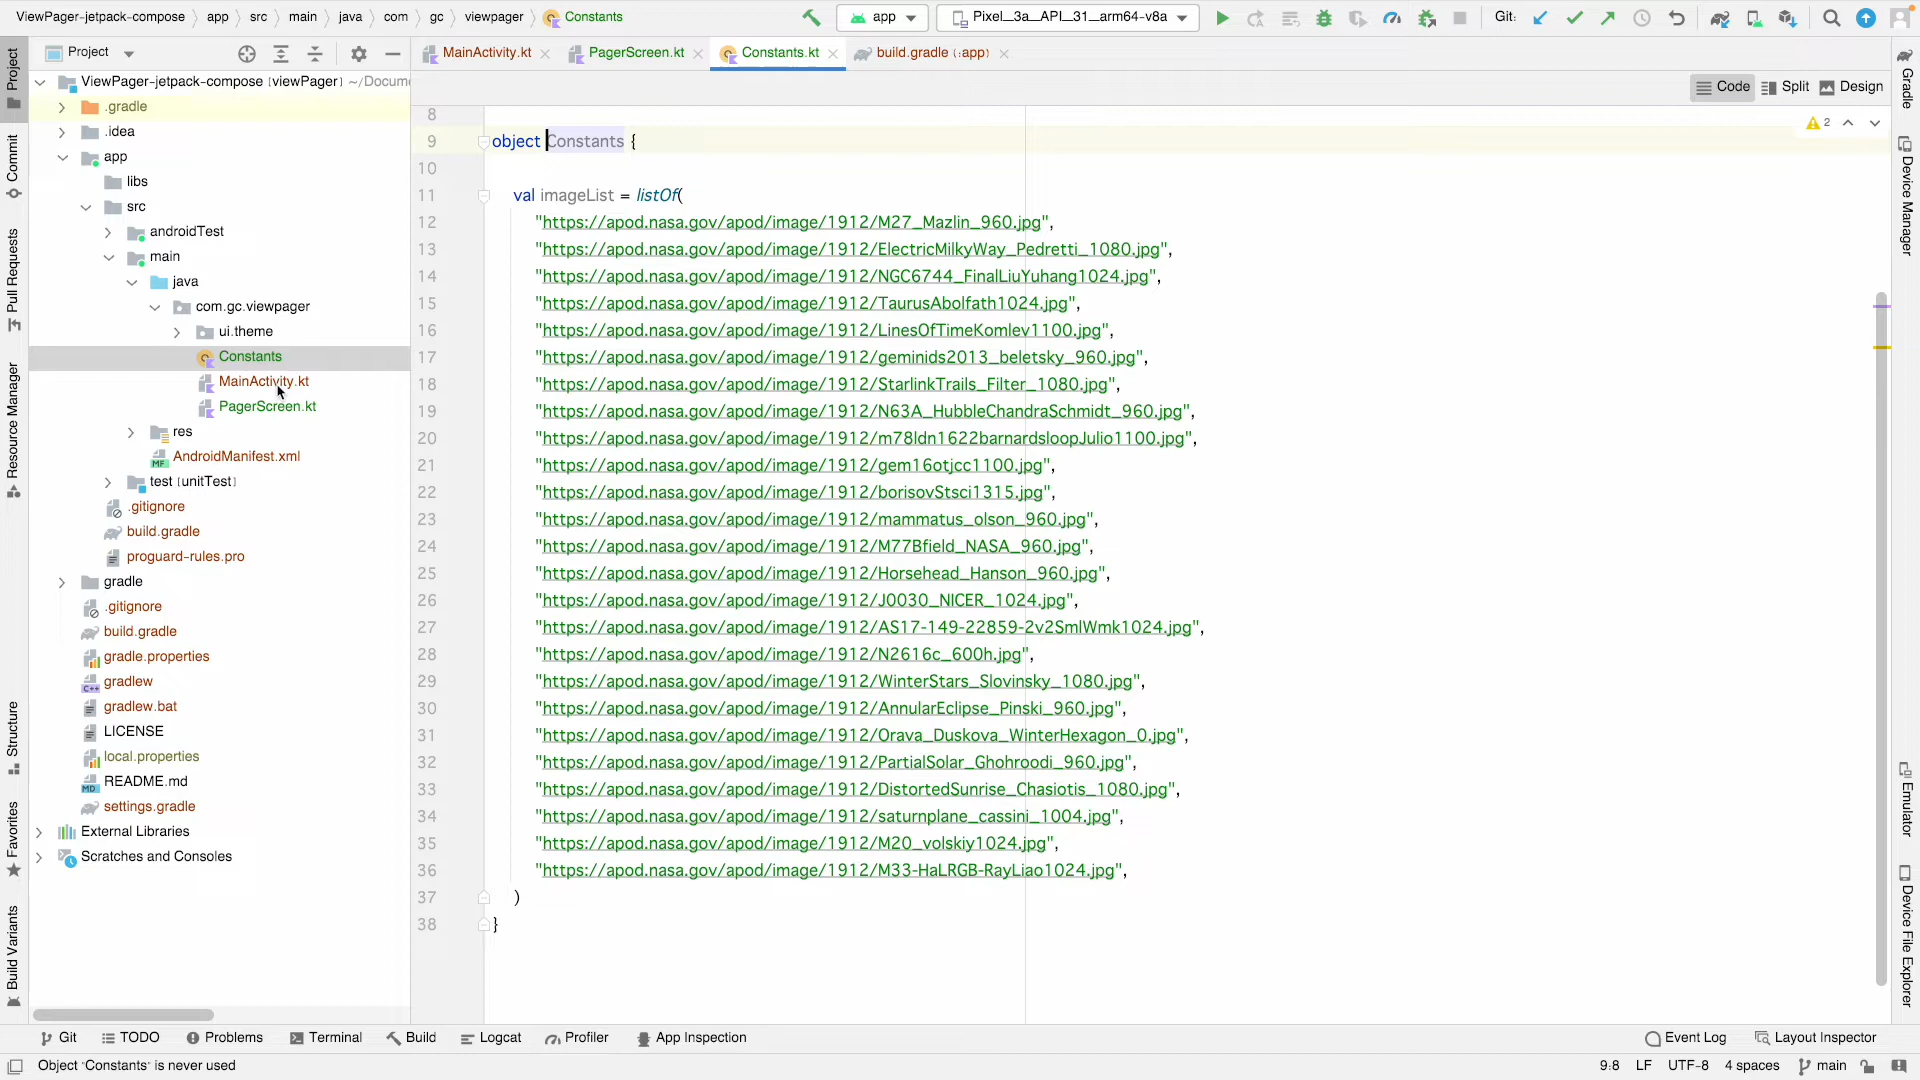 ViewPager-jetpack-compose app src main java com gc viewpager Constants app Pixel_3a_API_31_arm64-v8a Git:
Project
MainActivity.kt PagerScreen.kt Constants.kt build.gradle (:app)
Code Split Design
ViewPager-jetpack-compose [viewPager] ~/Docume
.gradle
.idea
app
libs
src
androidTest
main
java
com.gc.viewpager
ui.theme
Constants
MainActivity.kt
PagerScreen.kt
res
AndroidManifest.xml
test [unitTest]
.gitignore
build.gradle
proguard-rules.pro
gradle
.gitignore
build.gradle
gradle.properties
gradlew
gradlew.bat
LICENSE
local.properties
README.md
settings.gradle
External Libraries
Scratches and Consoles
2
8
9 object Constants {
10
11 val imageList = listOf(
12 "https://apod.nasa.gov/apod/image/1912/M27_Mazlin_960.jpg",
13 "https://apod.nasa.gov/apod/image/1912/ElectricMilkyWay_Pedretti_1080.jpg",
14 "https://apod.nasa.gov/apod/image/1912/NGC6744_FinalLiuYuhang1024.jpg",
15 "https://apod.nasa.gov/apod/image/1912/TaurusAbolfath1024.jpg",
16 "https://apod.nasa.gov/apod/image/1912/LinesOfTimeKomlev1100.jpg",
17 "https://apod.nasa.gov/apod/image/1912/geminids2013_beletsky_960.jpg",
18 "https://apod.nasa.gov/apod/image/1912/StarlinkTrails_Filter_1080.jpg",
19 "https://apod.nasa.gov/apod/image/1912/N63A_HubbleChandraSchmidt_960.jpg",
20 "https://apod.nasa.gov/apod/image/1912/m78ldn1622barnardsloopJulio1100.jpg",
21 "https://apod.nasa.gov/apod/image/1912/gem16otjcc1100.jpg",
22 "https://apod.nasa.gov/apod/image/1912/borisovStsci1315.jpg",
23 "https://apod.nasa.gov/apod/image/1912/mammatus_olson_960.jpg",
24 "https://apod.nasa.gov/apod/image/1912/M77Bfield_NASA_960.jpg",
25 "https://apod.nasa.gov/apod/image/1912/Horsehead_Hanson_960.jpg",
26 "https://apod.nasa.gov/apod/image/1912/J0030_NICER_1024.jpg",
27 "https://apod.nasa.gov/apod/image/1912/AS17-149-22859-2v2SmlWmk1024.jpg",
28 "https://apod.nasa.gov/apod/image/1912/N2616c_600h.jpg",
29 "https://apod.nasa.gov/apod/image/1912/WinterStars_Slovinsky_1080.jpg",
30 "https://apod.nasa.gov/apod/image/1912/AnnularEclipse_Pinski_960.jpg",
31 "https://apod.nasa.gov/apod/image/1912/Orava_Duskova_WinterHexagon_0.jpg",
32 "https://apod.nasa.gov/apod/image/1912/PartialSolar_Ghohroodi_960.jpg",
33 "https://apod.nasa.gov/apod/image/1912/DistortedSunrise_Chasiotis_1080.jpg",
34 "https://apod.nasa.gov/apod/image/1912/saturnplane_cassini_1004.jpg",
35 "https://apod.nasa.gov/apod/image/1912/M20_volskiy1024.jpg",
36 "https://apod.nasa.gov/apod/image/1912/M33-HaLRGB-RayLiao1024.jpg",
37 )
38 }
Project
Commit
Pull Requests
Resource Manager
Structure
Favorites
Build Variants
Gradle
Device Manager
Emulator
Device File Explorer
Git TODO Problems Terminal Build Logcat Profiler App Inspection Event Log Layout Inspector
Object "Constants" is never used 9:8 LF UTF-8 4 spaces main